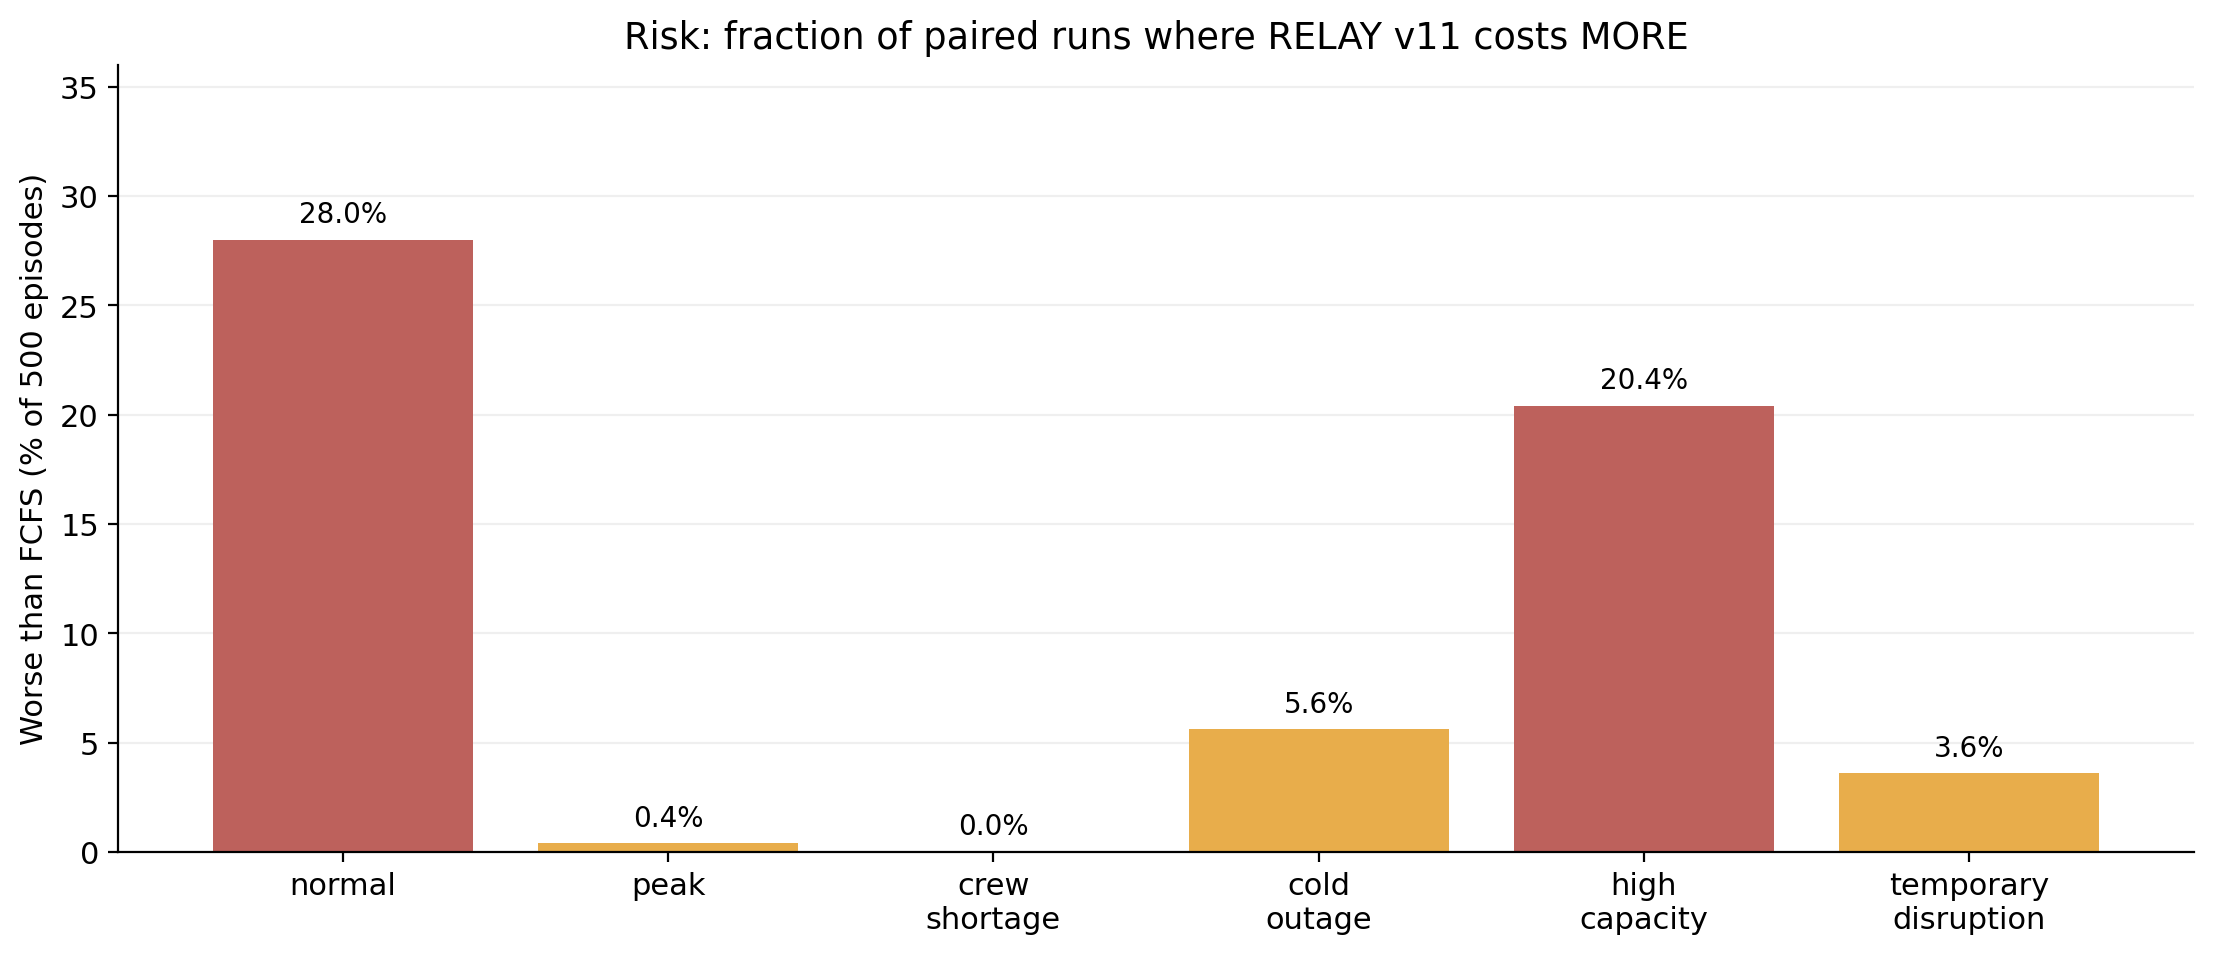 Risk: fraction of paired runs where RELAY v11 costs MORE
Worse than FCFS (% of 500 episodes)
35
30
25
20
15
10
5
0
28.0%
0.4%
0.0%
5.6%
20.4%
3.6%
normal
peak
crew
shortage
cold
outage
high
capacity
temporary
disruption